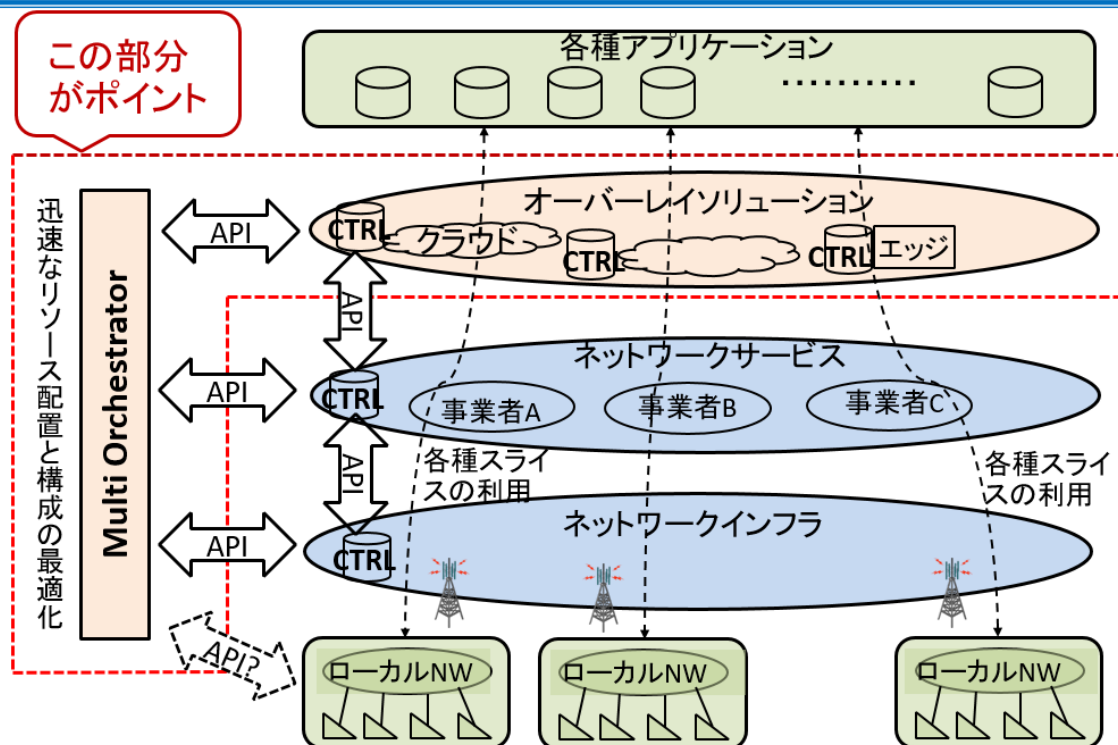 この部分
がポイント
各種アプリケーション
‥‥‥‥‥
迅速なリソース配置と構成の最適化
Multi Orchestrator
API
オーバーレイソリューション
CTRL
クラウド
CTRL
CTRL
エッジ
API
API
ネットワークサービス
CTRL
事業者A
事業者B
事業者C
API
各種スライ
スの利用
各種スライ
スの利用
API
ネットワークインフラ
CTRL
API?
ローカルNW
ローカルNW
ローカルNW